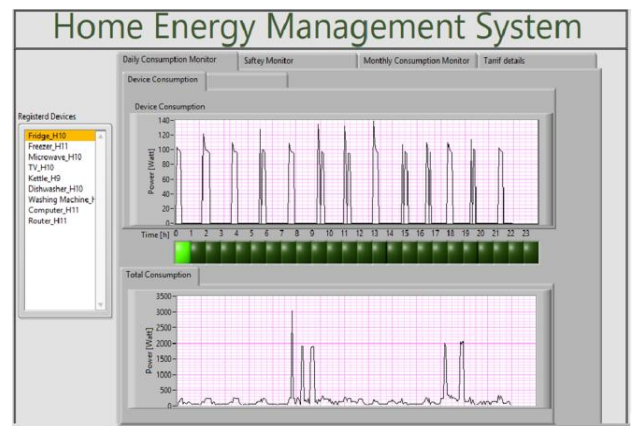 Home Energy Management System
Daily Consumption Monitor
Saftey Monitor
Monthly Consumption Monitor
Tarrif details
Device Consumption
Registerd Devices
Fridge_H10
Freezer_H11
Microwave_H10
TV_H10
Kettle_H9
Dishwasher_H10
Washing Machine_H
Computer_H11
Router_H11
Device Consumption
Power [Watt]
140
120
100
80
60
40
20
0
Time [h] 0 1 2 3 4 5 6 7 8 9 10 11 12 13 14 15 16 17 18 19 20 21 22 23
Total Consumption
Power [Watt]
3500
3000
2500
2000
1500
1000
500
0